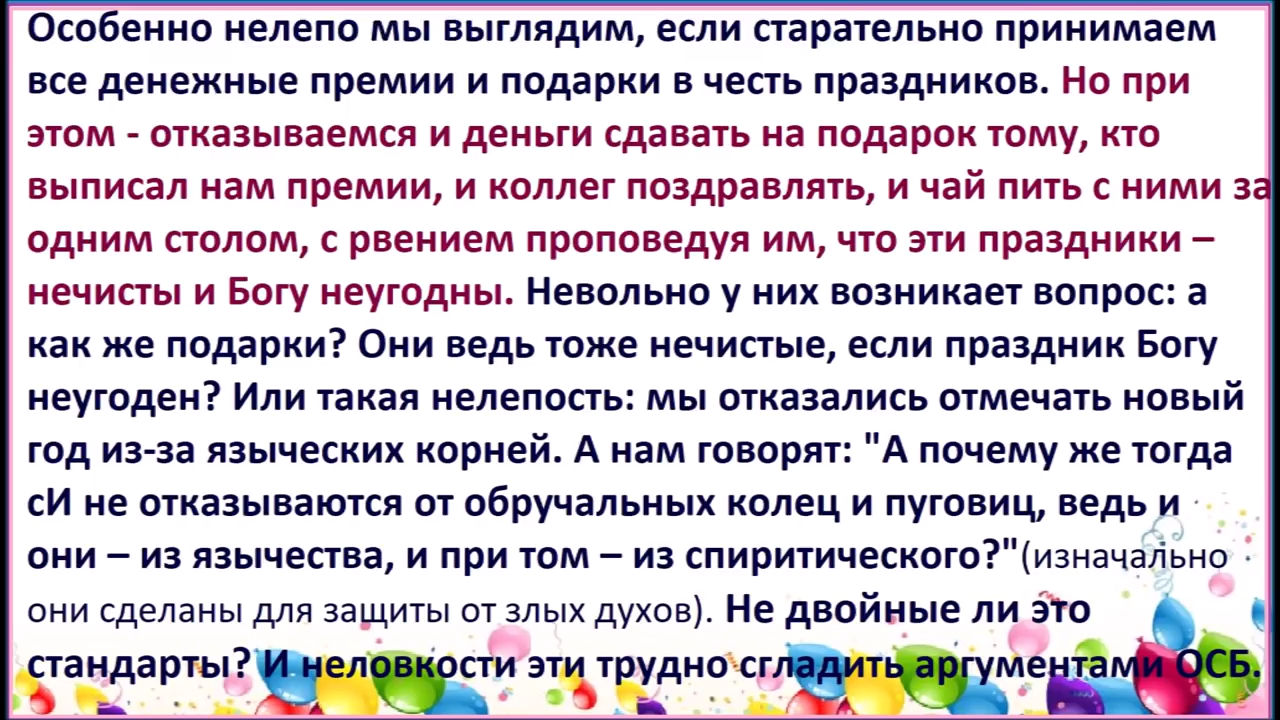 Особенно нелепо мы выглядим, если старательно принимаем
все денежные премии и подарки в честь праздников. Но при
этом - отказываемся и деньги сдавать на подарок тому, кто
выписал нам премии, и коллег поздравлять, и чай пить с ними за
одним столом, с рвением проповедуя им, что эти праздники –
нечисты и Богу неугодны. Невольно у них возникает вопрос: а
как же подарки? Они ведь тоже нечистые, если праздник Богу
неугоден? Или такая нелепость: мы отказались отмечать новый
год из-за языческих корней. А нам говорят: "А почему же тогда
сИ не отказываются от обручальных колец и пуговиц, ведь и
они – из язычества, и при том – из спиритического?"(изначально
они сделаны для защиты от злых духов). Не двойные ли это
стандарты? И неловкости эти трудно сгладить аргументами ОСБ.